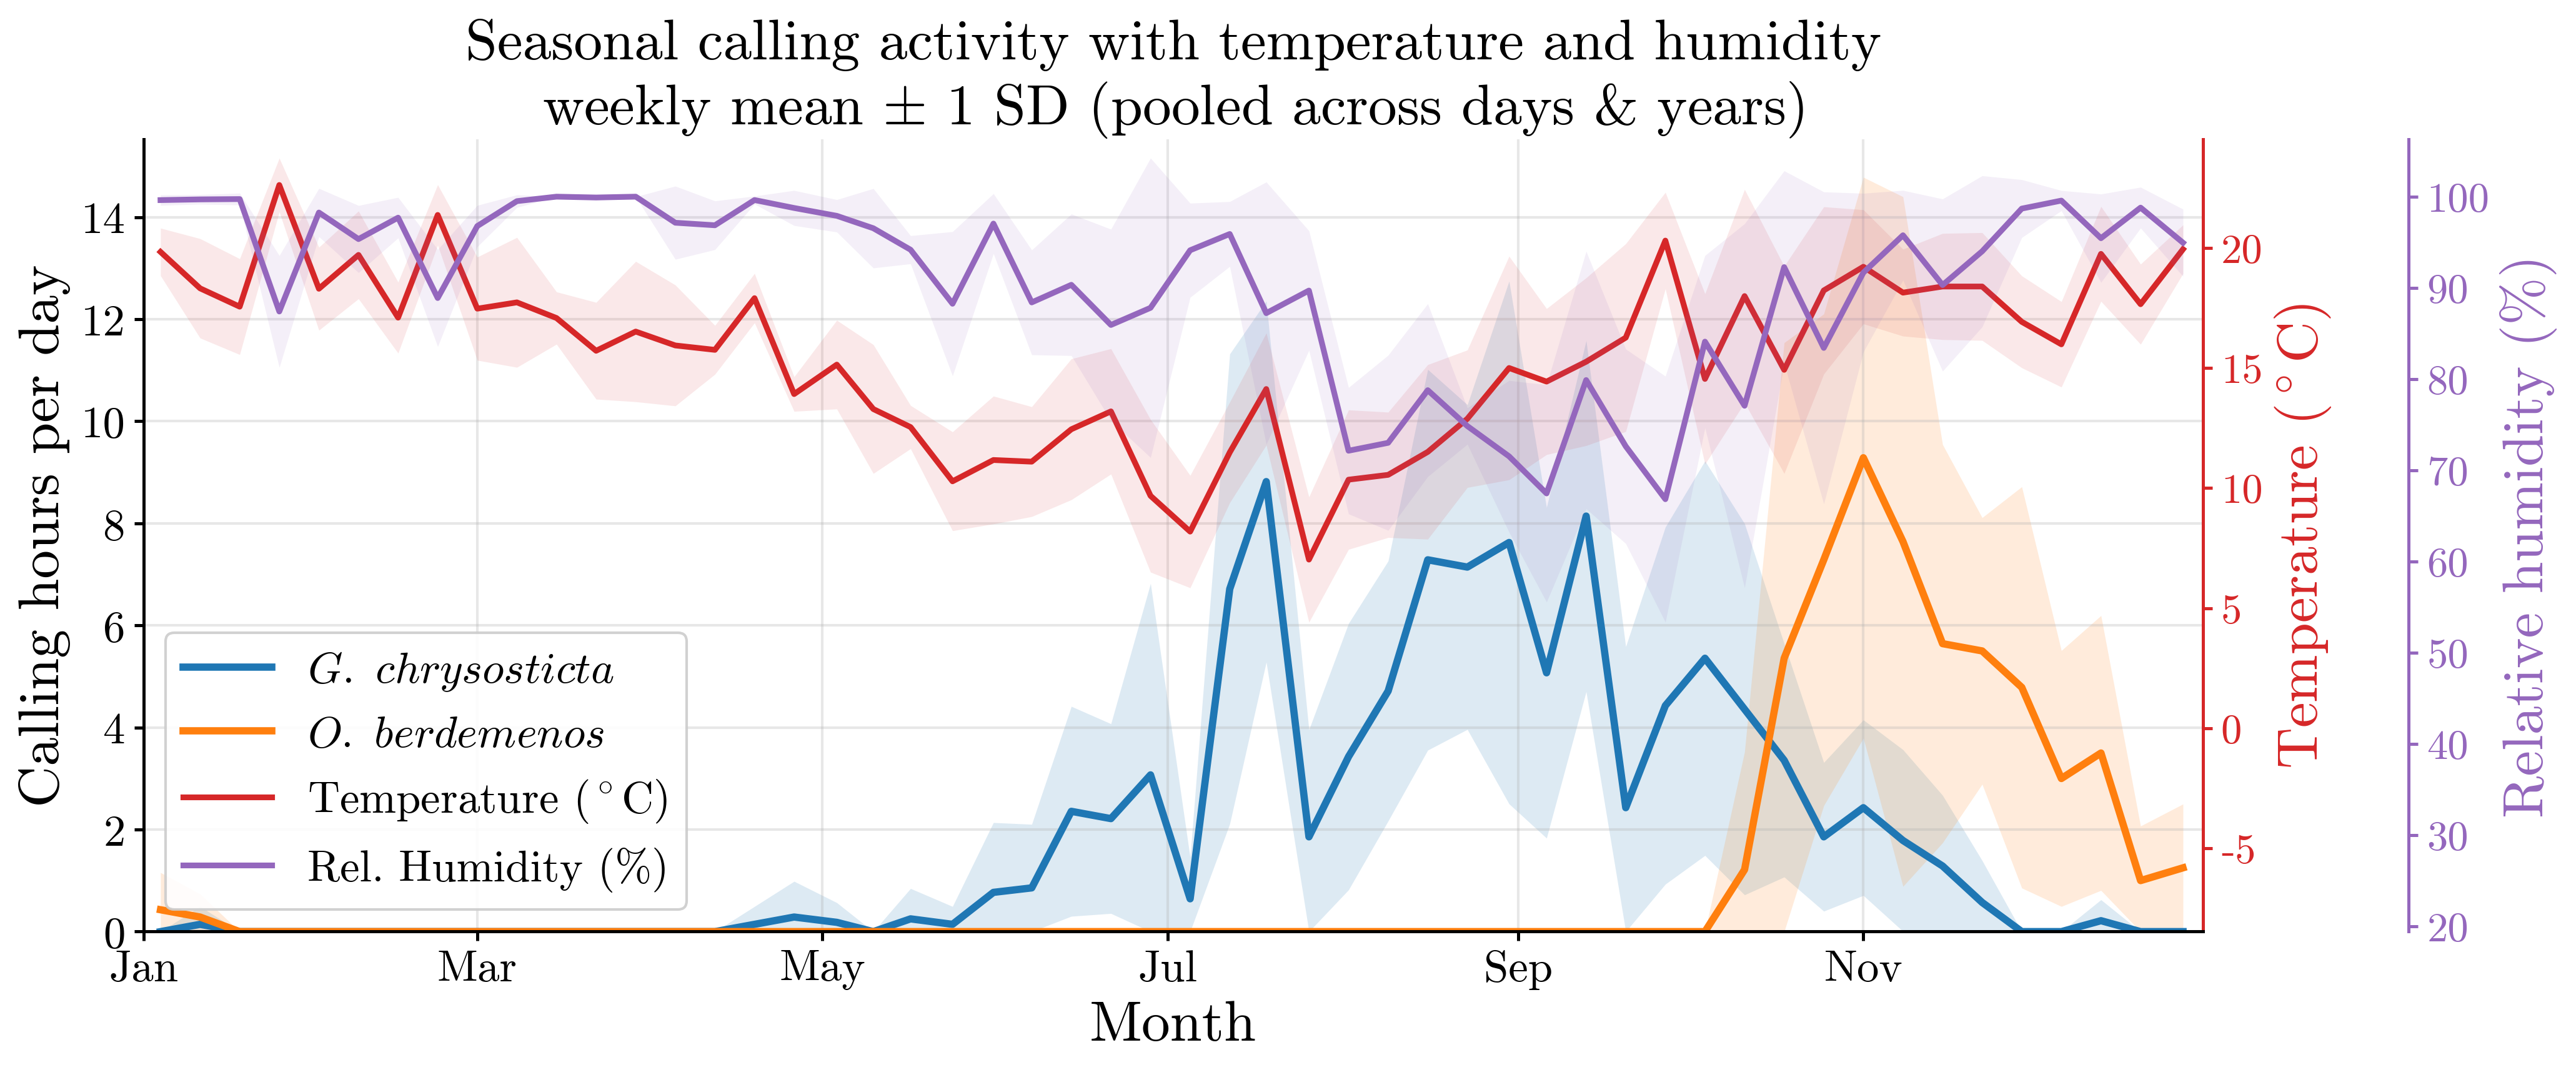 Seasonal calling activity with temperature and humidity
weekly mean ± 1 SD (pooled across days & years)
Calling hours per day
14
12
10
8
6
4
2
0
G. chrysosticta
O. berdemenos
Temperature (°C)
Rel. Humidity (%)
Jan
Mar
May
Jul
Sep
Nov
Month
20
15
10
5
0
-5
Temperature (°C)
100
90
80
70
60
50
40
30
20
Relative humidity (%)